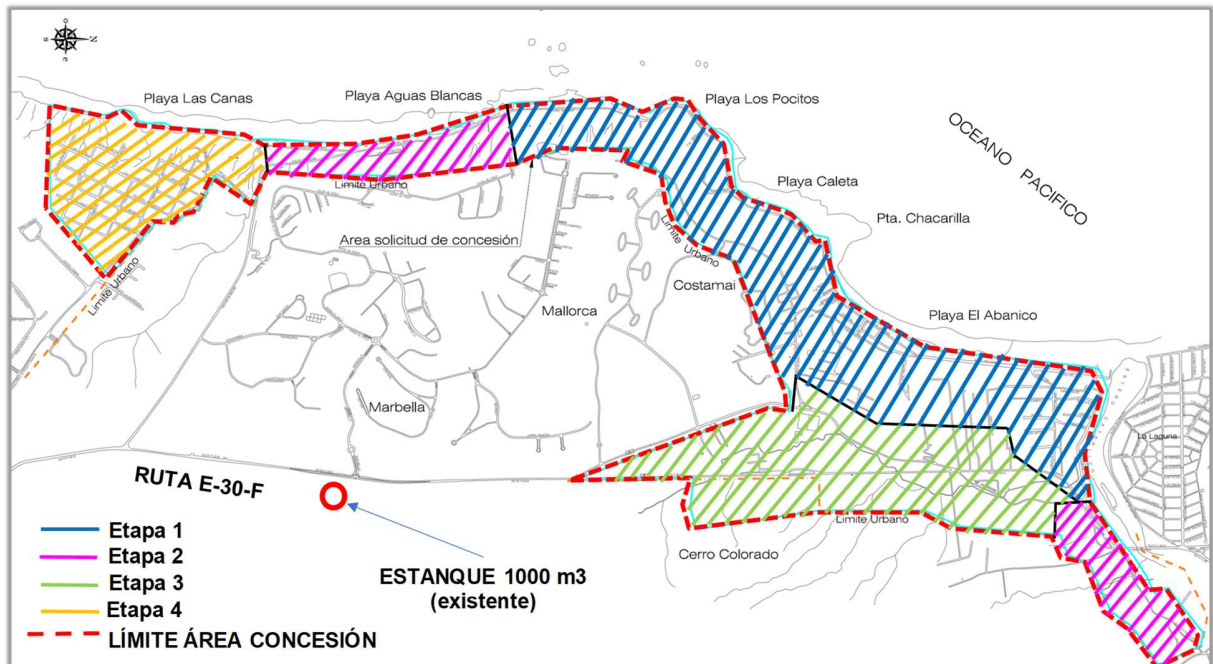 N
e
s
Playa Las Canas
Playa Aguas Blancas
Playa Los Pocitos
OCEANO PACIFICO
Playa Caleta
Pta. Chacarilla
Limite Urbano
Area solicitud de concesión
Limite Urbano
Costamai
Limite Urbano
Mallorca
Playa El Abanico
Marbella
La Laguna
RUTA E-30-F
Limite Urbano
Cerro Colorado
ESTANQUE 1000 m3
(existente)
Etapa 1
Etapa 2
Etapa 3
Etapa 4
LÍMITE ÁREA CONCESIÓN